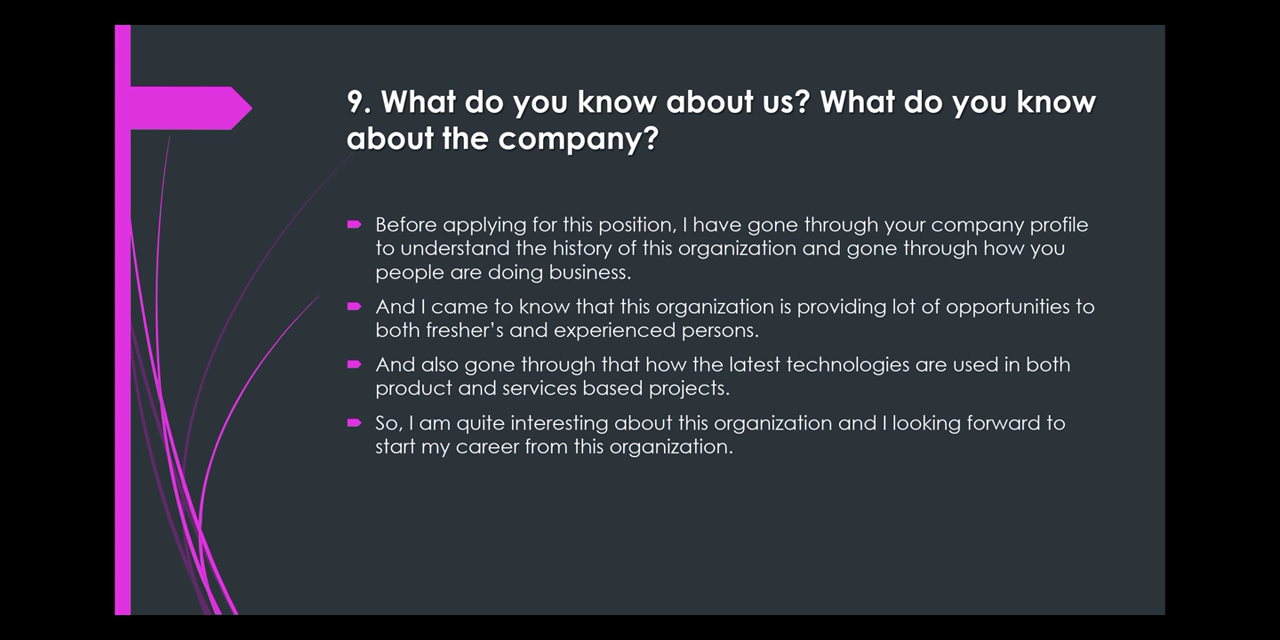 9. What do you know about us? What do you know
about the company?
Before applying for this position, I have gone through your company profile
to understand the history of this organization and gone through how you
people are doing business.
And I came to know that this organization is providing lot of opportunities to
both fresher's and experienced persons.
And also gone through that how the latest technologies are used in both
product and services based projects.
So, I am quite interesting about this organization and I looking forward to
start my career from this organization.